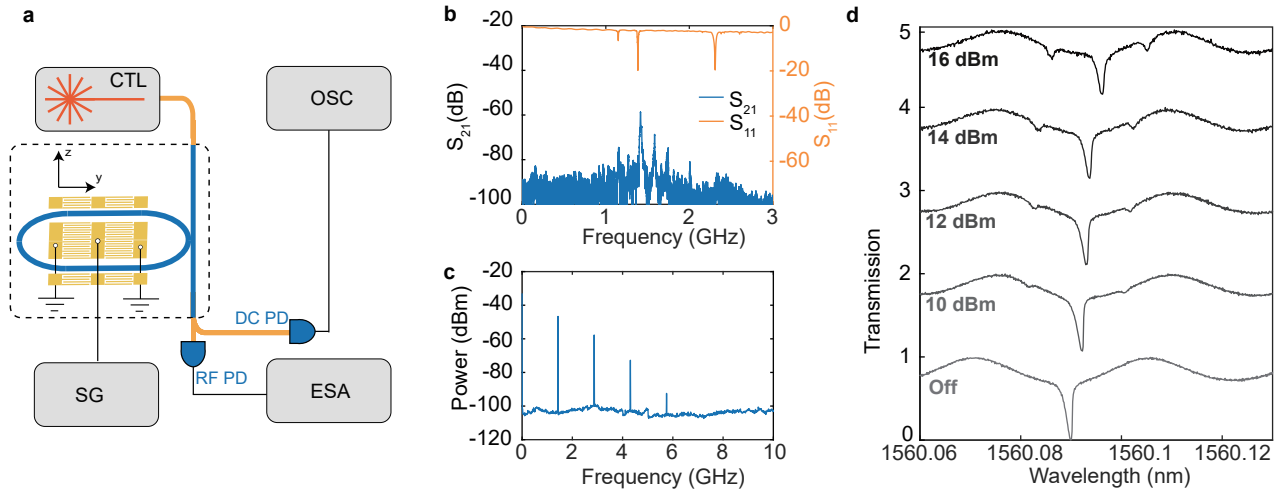 a
CTL
OSC
z
y
DC PD
RF PD
SG
ESA
b
-20
-40
-60
-80
-100
S21(dB)
0
-20
-40
-60
S11(dB)
S21
S11
0
1
2
3
Frequency (GHz)
c
-20
-40
-60
-80
-100
-120
Power (dBm)
0
2
4
6
8
10
Frequency (GHz)
d
5
4
3
2
1
0
Transmission
16 dBm
14 dBm
12 dBm
10 dBm
Off
1560.06
1560.08
1560.1
1560.12
Wavelength (nm)